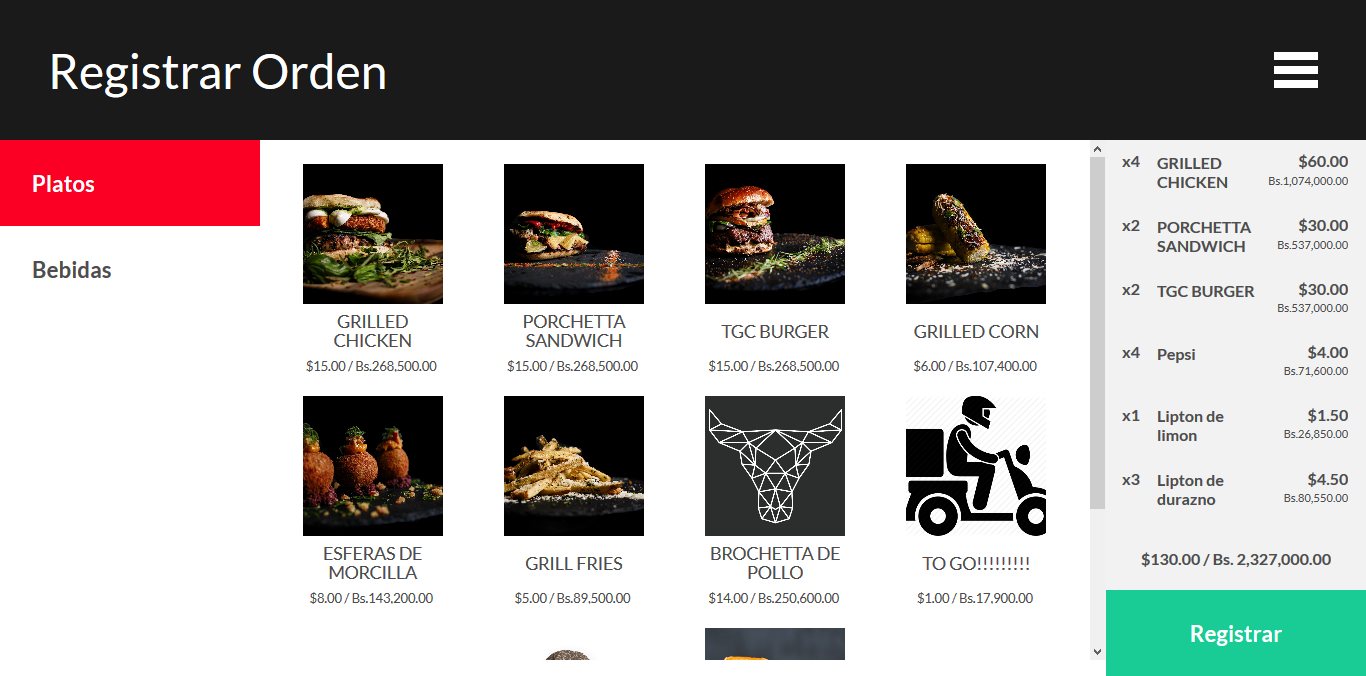 Registrar Orden
Platos
Bebidas
GRILLED
CHICKEN
$15.00 / Bs.268,500.00
PORCHETTA
SANDWICH
$15.00 / Bs.268,500.00
TGC BURGER
$15.00 / Bs.268,500.00
GRILLED CORN
$6.00 / Bs.107,400.00
ESFERAS DE
MORCILLA
$8.00 / Bs.143,200.00
GRILL FRIES
$5.00 / Bs.89,500.00
BROCHETTA DE
POLLO
$14.00 / Bs.250,600.00
TO GO!!!!!!!!!
$1.00 / Bs.17,900.00
x4 GRILLED $60.00
CHICKEN Bs.1,074,000.00
x2 PORCHETTA $30.00
SANDWICH Bs.537,000.00
x2 TGC BURGER $30.00
Bs.537,000.00
x4 Pepsi $4.00
Bs.71,600.00
x1 Lipton de $1.50
limon Bs.26,850.00
x3 Lipton de $4.50
durazno Bs.80,550.00
$130.00 / Bs. 2,327,000.00
Registrar